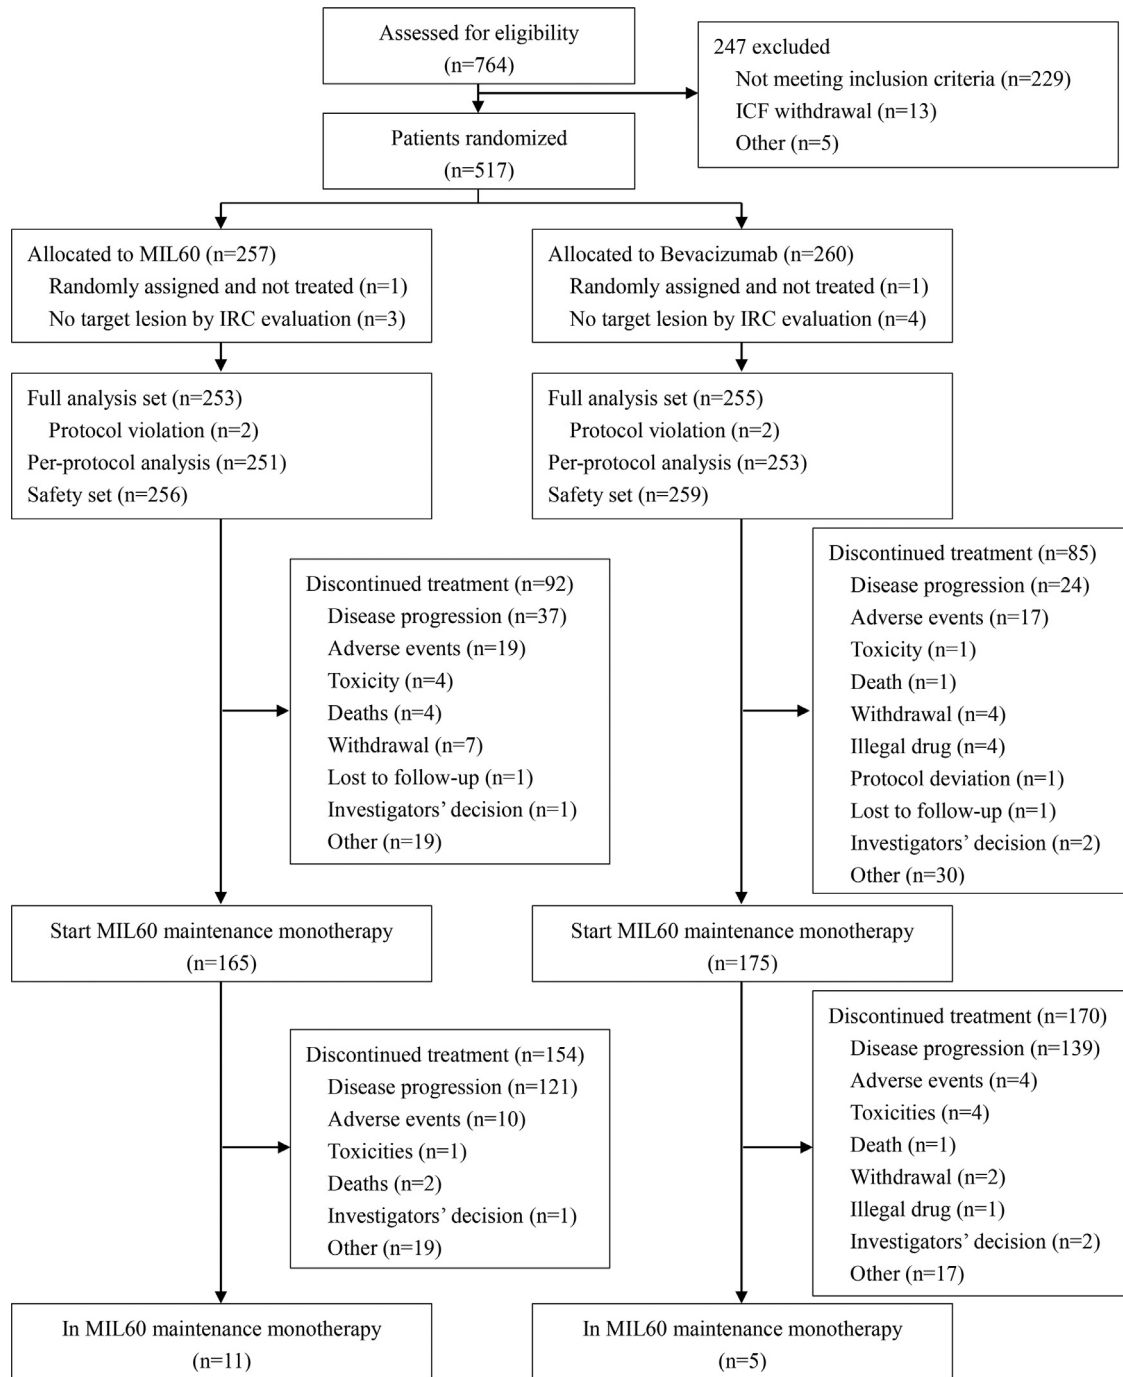 Assessed for eligibility
(n=764)
247 excluded
Not meeting inclusion criteria (n=229)
ICF withdrawal (n=13)
Other (n=5)
Patients randomized
(n=517)
Allocated to MIL60 (n=257)
Randomly assigned and not treated (n=1)
No target lesion by IRC evaluation (n=3)
Allocated to Bevacizumab (n=260)
Randomly assigned and not treated (n=1)
No target lesion by IRC evaluation (n=4)
Full analysis set (n=253)
Protocol violation (n=2)
Per-protocol analysis (n=251)
Safety set (n=256)
Full analysis set (n=255)
Protocol violation (n=2)
Per-protocol analysis (n=253)
Safety set (n=259)
Discontinued treatment (n=92)
Disease progression (n=37)
Adverse events (n=19)
Toxicity (n=4)
Deaths (n=4)
Withdrawal (n=7)
Lost to follow-up (n=1)
Investigators’ decision (n=1)
Other (n=19)
Discontinued treatment (n=85)
Disease progression (n=24)
Adverse events (n=17)
Toxicity (n=1)
Death (n=1)
Withdrawal (n=4)
Illegal drug (n=4)
Protocol deviation (n=1)
Lost to follow-up (n=1)
Investigators’ decision (n=2)
Other (n=30)
Start MIL60 maintenance monotherapy
(n=165)
Start MIL60 maintenance monotherapy
(n=175)
Discontinued treatment (n=154)
Disease progression (n=121)
Adverse events (n=10)
Toxicities (n=1)
Deaths (n=2)
Investigators’ decision (n=1)
Other (n=19)
Discontinued treatment (n=170)
Disease progression (n=139)
Adverse events (n=4)
Toxicities (n=4)
Death (n=1)
Withdrawal (n=2)
Illegal drug (n=1)
Investigators’ decision (n=2)
Other (n=17)
In MIL60 maintenance monotherapy
(n=11)
In MIL60 maintenance monotherapy
(n=5)